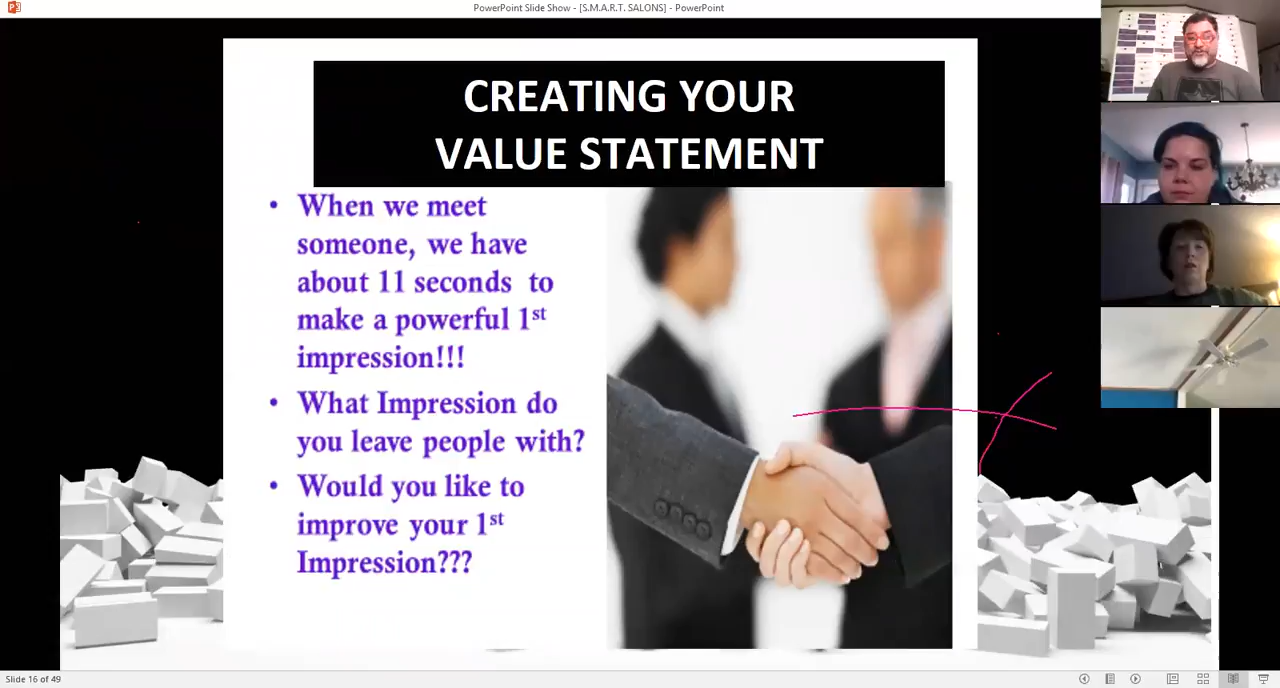 PowerPoint Slide Show - [S.M.A.R.T. SALONS] - PowerPoint
CREATING YOUR
VALUE STATEMENT
• When we meet
someone, we have
about 11 seconds to
make a powerful 1st
impression!!!
• What Impression do
you leave people with?
• Would you like to
improve your 1st
Impression???
Slide 16 of 49